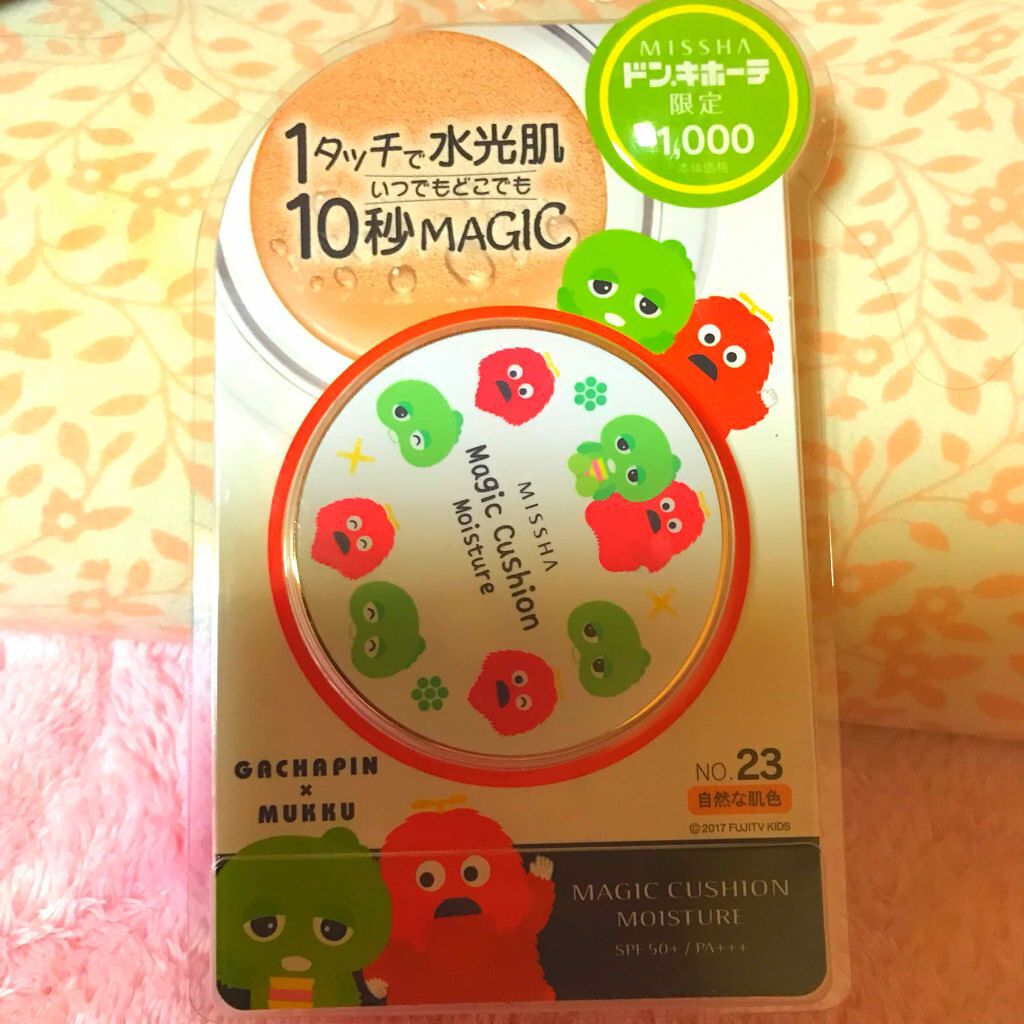 MISSHA
ドン.キホーテ
限定
¥1,000
本体価格
1タッチで水光肌
いつでもどこでも
10秒MAGIC
MISSHA
Magic Cushion
Moisture
GACHAPIN
×
MUKKU
NO.23
自然な肌色
©2017 FUJITV KIDS
MAGIC CUSHION
MOISTURE
SPF 50+ / PA+++